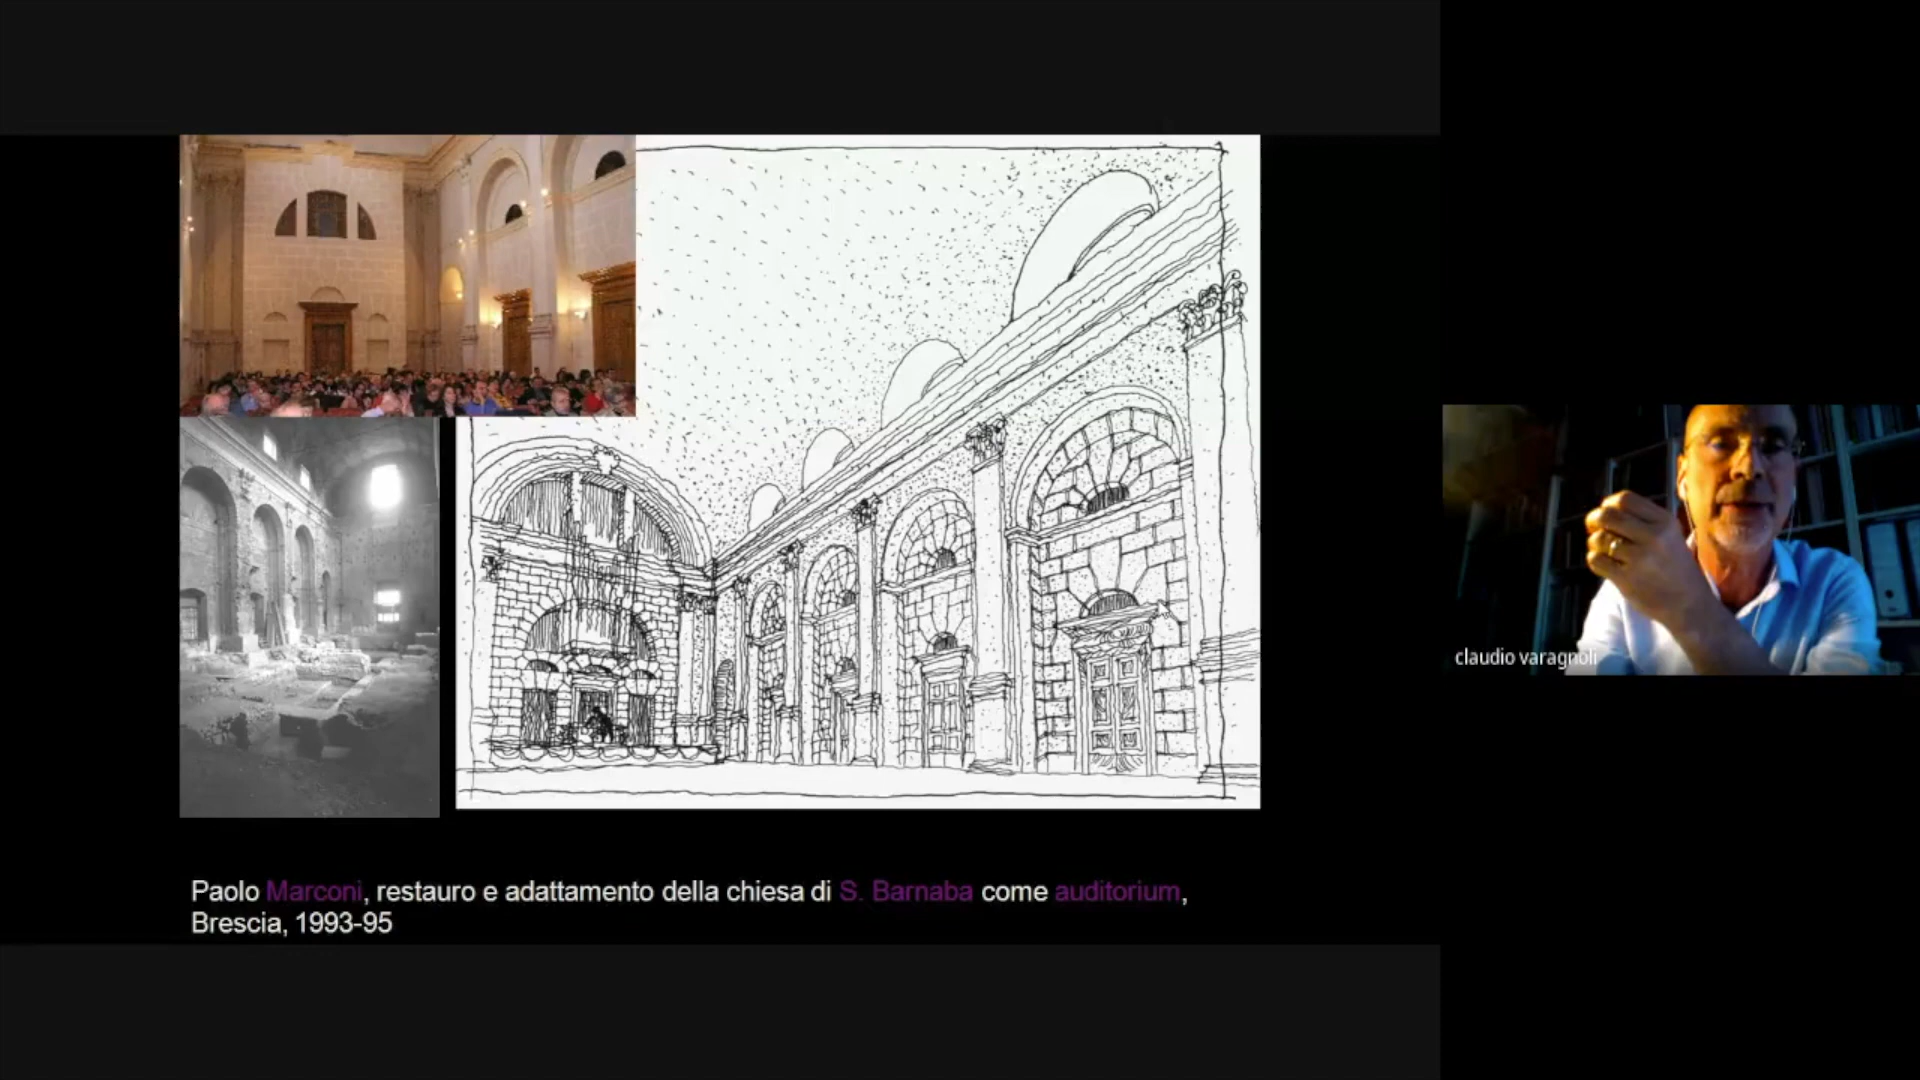 claudio varagnoli
Paolo Marconi, restauro e adattamento della chiesa di S. Barnaba come auditorium,
Brescia, 1993-95